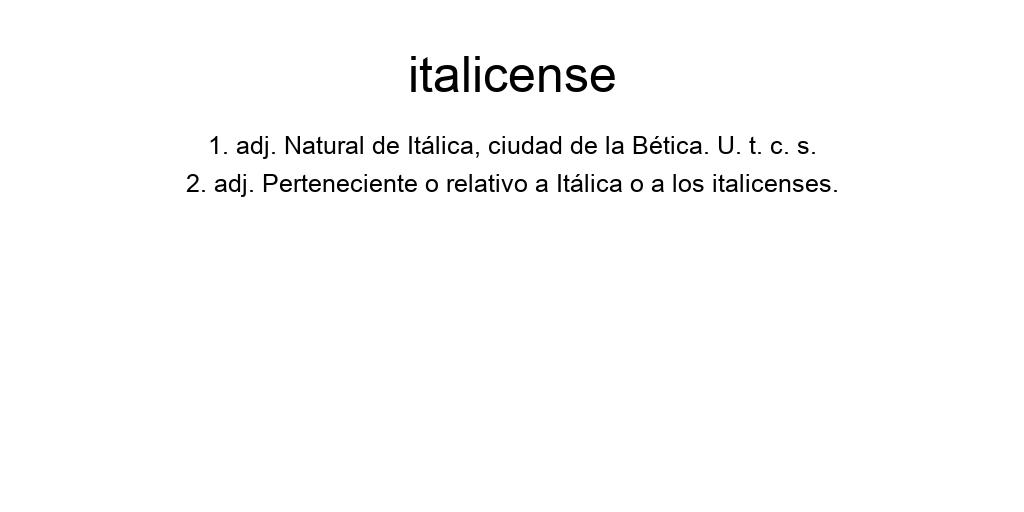 italicense
1. adj. Natural de Itálica, ciudad de la Bética. U. t. c. s.
2. adj. Perteneciente o relativo a Itálica o a los italicenses.